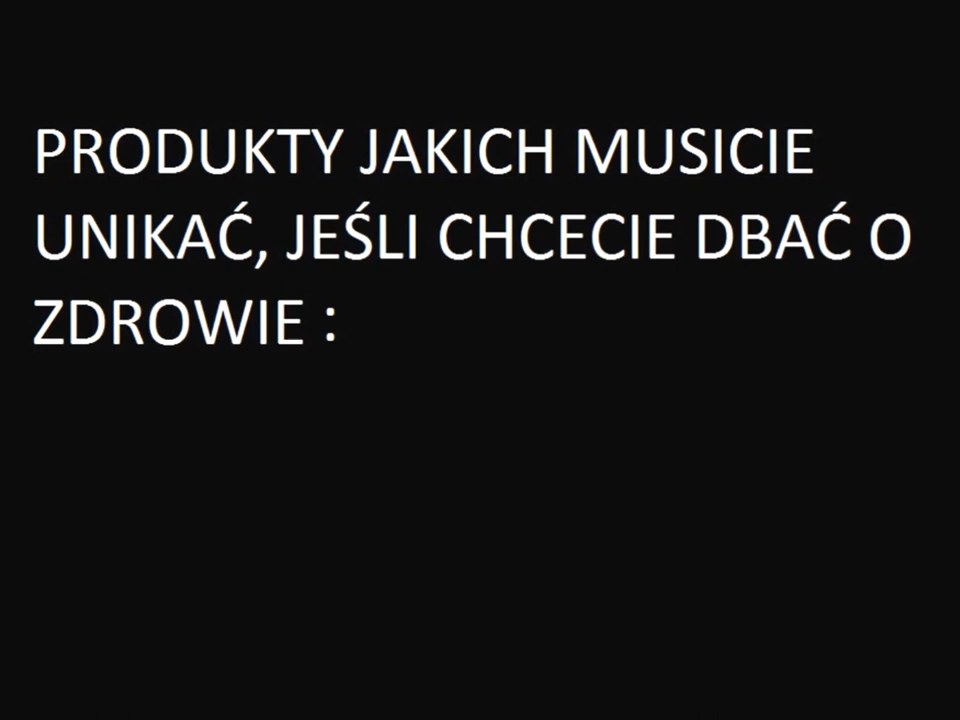 PRODUKTY JAKICH MUSICIE
UNIKAĆ, JEŚLI CHCECIE DBAĆ O
ZDROWIE :